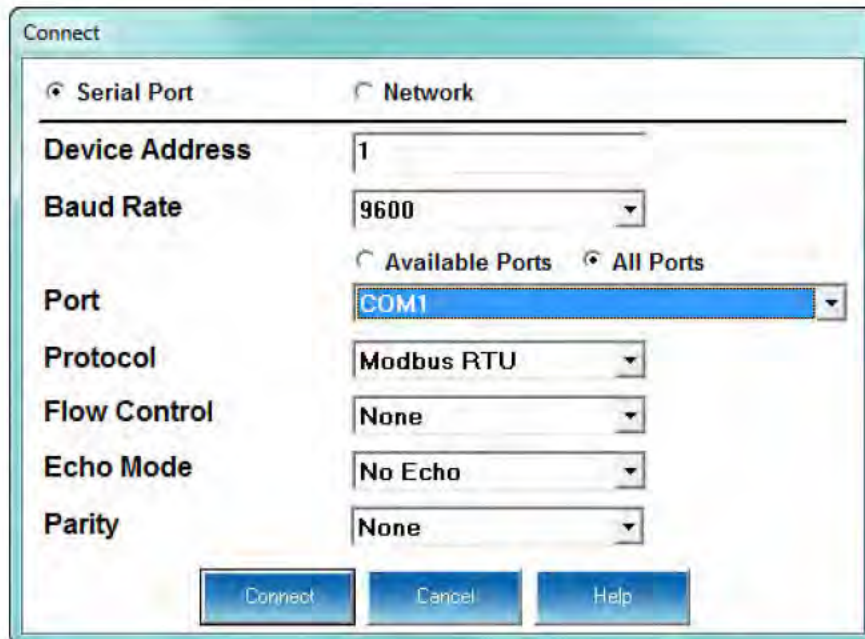 Connect
Serial Port Network
Device Address 1
Baud Rate 9600
Available Ports All Ports
Port COM1
Protocol Modbus RTU
Flow Control None
Echo Mode No Echo
Parity None
Connect Cancel Help